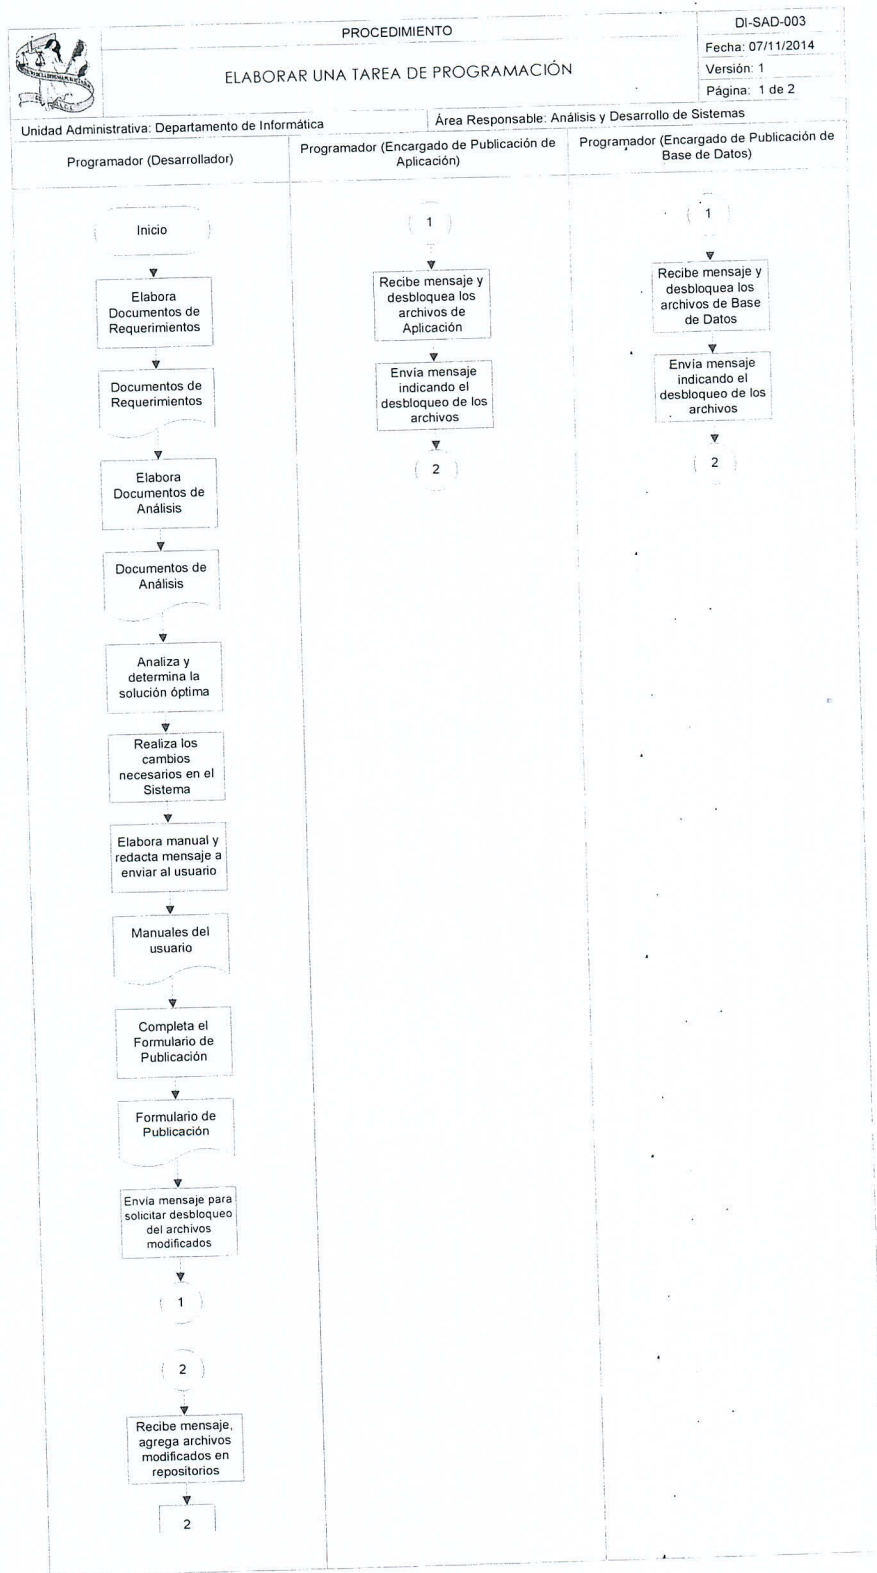 PROCEDIMIENTO
ELABORAR UNA TAREA DE PROGRAMACIÓN
DI-SAD-003
Fecha: 07/11/2014
Versión: 1
Página: 1 de 2
Unidad Administrativa: Departamento de Informática
Área Responsable: Análisis y Desarrollo de Sistemas
Programador (Desarrollador)
Programador (Encargado de Publicación de
Aplicación)
Programador (Encargado de Publicación de
Base de Datos)
Inicio
Elabora
Documentos de
Requerimientos
Documentos de
Requerimientos
Elabora
Documentos de
Análisis
Documentos de
Análisis
Analiza y
determina la
solución óptima
Realiza los
cambios
necesarios en el
Sistema
Elabora manual y
redacta mensaje a
enviar al usuario
Manuales del
usuario
Completa el
Formulario de
Publicación
Formulario de
Publicación
Envía mensaje para
solicitar desbloqueo
del archivos
modificados
1
2
Recibe mensaje,
agrega archivos
modificados en
repositorios
2
1
Recibe mensaje y
desbloquea los
archivos de
Aplicación
Envía mensaje
indicando el
desbloqueo de los
archivos
2
1
Recibe mensaje y
desbloquea los
archivos de Base
de Datos
Envía mensaje
indicando el
desbloqueo de los
archivos
2